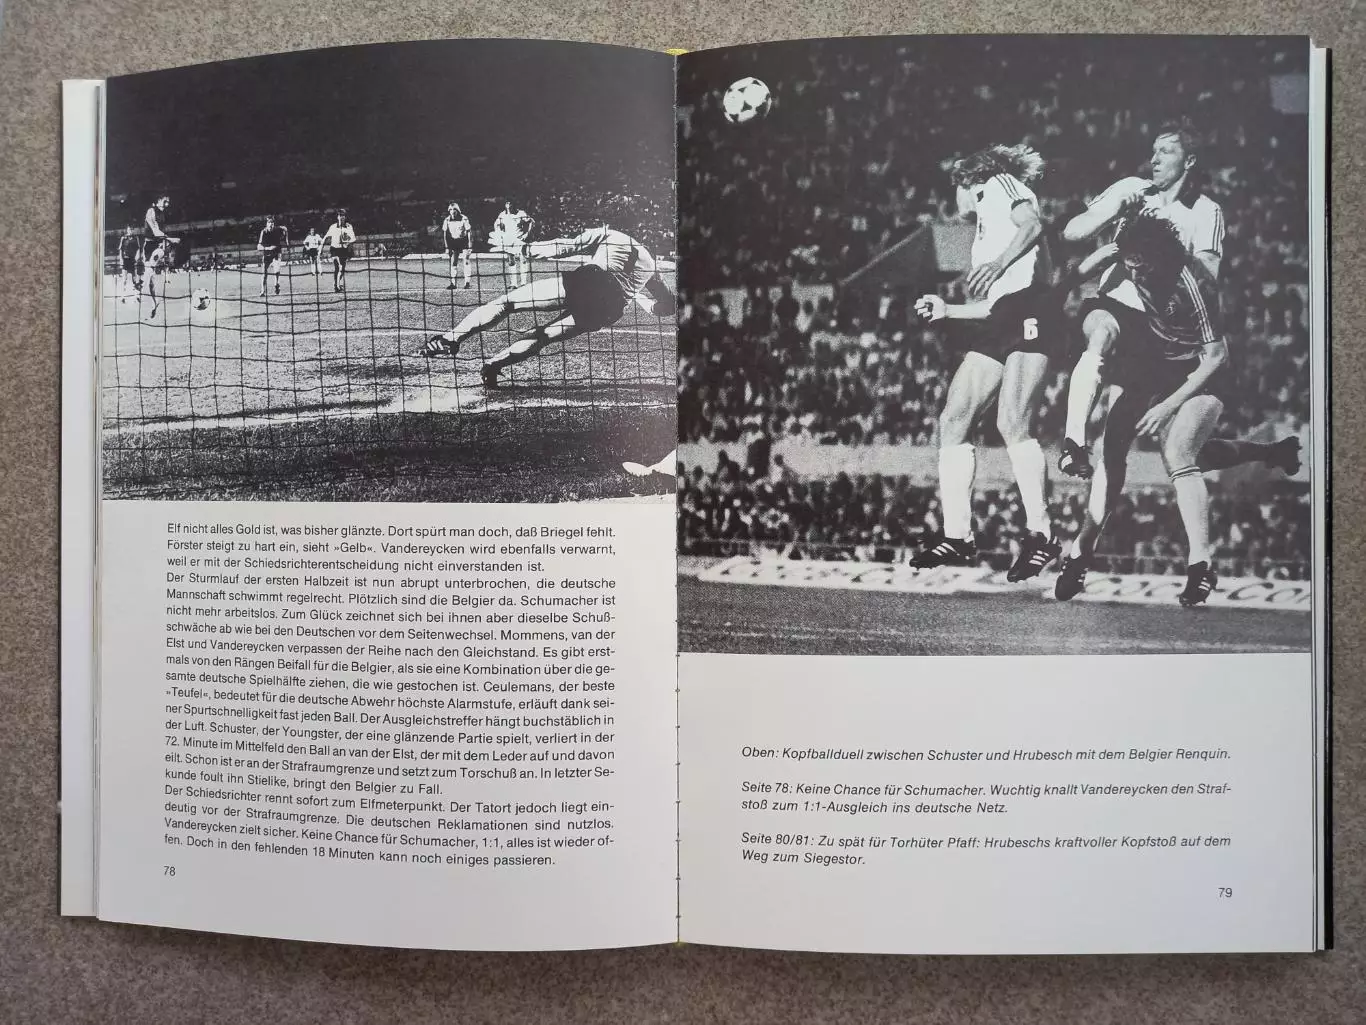 Elf nicht alles Gold ist, was bisher glänzte. Dort spürt man doch, daß Briegel fehlt.
Förster steigt zu hart ein, sieht »Gelb«. Vandereycken wird ebenfalls verwarnt,
weil er mit der Schiedsrichterentscheidung nicht einverstanden ist.
Der Sturmlauf der ersten Halbzeit ist nun abrupt unterbrochen, die deutsche
Mannschaft schwimmt regelrecht. Plötzlich sind die Belgier da. Schumacher ist
nicht mehr arbeitslos. Zum Glück zeichnet sich bei ihnen aber dieselbe Schuß-
schwäche ab wie bei den Deutschen vor dem Seitenwechsel. Mommens, van der
Elst und Vandereycken verpassen der Reihe nach den Gleichstand. Es gibt erst-
mals von den Rängen Beifall für die Belgier, als sie eine Kombination über die ge-
samte deutsche Spielhälfte ziehen, die wie gestochen ist. Ceulemans, der beste
»Teufel«, bedeutet für die deutsche Abwehr höchste Alarmstufe, erläuft dank sei-
ner Spurtschnelligkeit fast jeden Ball. Der Ausgleichstreffer hängt buchstäblich in
der Luft. Schuster, der Youngster, der eine glänzende Partie spielt, verliert in der
72. Minute im Mittelfeld den Ball an van der Elst, der mit dem Leder auf und davon
eilt. Schon ist er an der Strafraumgrenze und setzt zum Torschuß an. In letzter Se-
kunde foult ihn Stielike, bringt den Belgier zu Fall.
Der Schiedsrichter rennt sofort zum Elfmeterpunkt. Der Tatort jedoch liegt ein-
deutig vor der Strafraumgrenze. Die deutschen Reklamationen sind nutzlos.
Vandereycken zielt sicher. Keine Chance für Schumacher, 1:1, alles ist wieder of-
fen. Doch in den fehlenden 18 Minuten kann noch einiges passieren.
78
6
Oben: Kopfballduell zwischen Schuster und Hrubesch mit dem Belgier Renquin.
Seite 78: Keine Chance für Schumacher. Wuchtig knallt Vandereycken den Straf-
stoß zum 1:1-Ausgleich ins deutsche Netz.
Seite 80/81: Zu spät für Torhüter Pfaff: Hrubeschs kraftvoller Kopfstoß auf dem
Weg zum Siegestor.
79